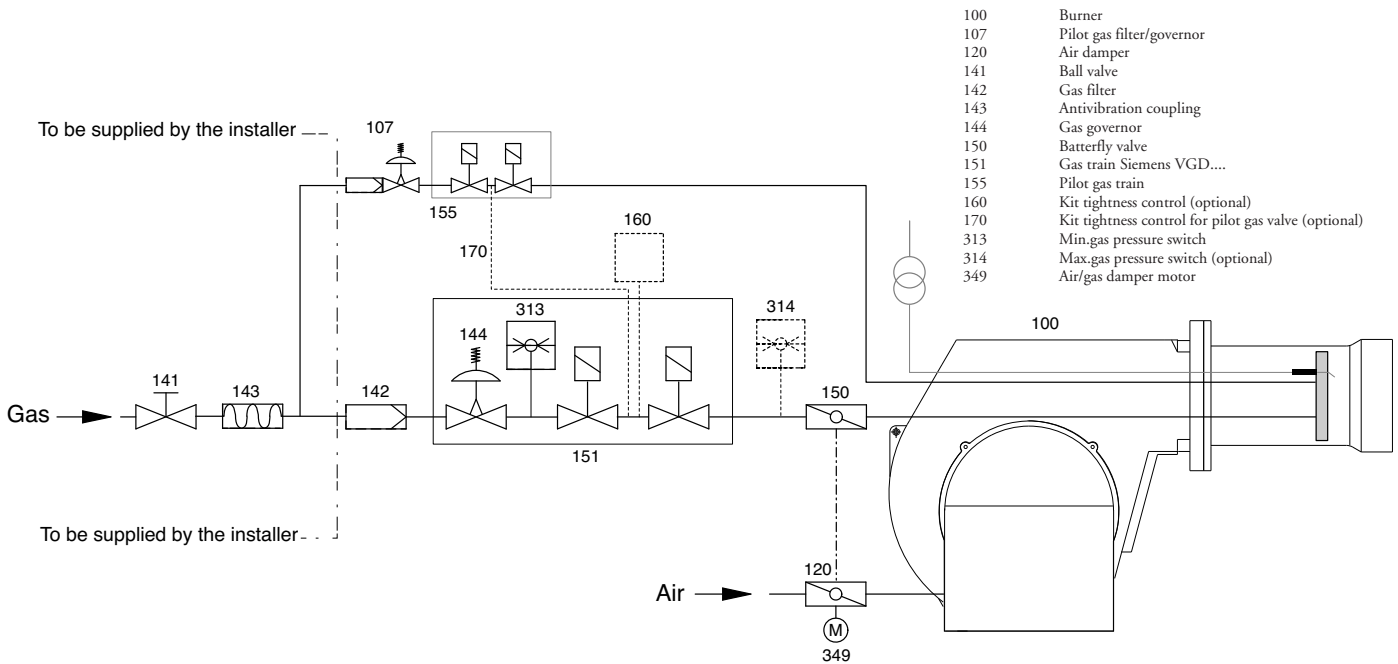 100 Burner
107 Pilot gas filter/governor
120 Air damper
141 Ball valve
142 Gas filter
143 Antivibration coupling
144 Gas governor
150 Batterfly valve
151 Gas train Siemens VGD....
155 Pilot gas train
160 Kit tightness control (optional)
170 Kit tightness control for pilot gas valve (optional)
313 Min.gas pressure switch
314 Max.gas pressure switch (optional)
349 Air/gas damper motor
To be supplied by the installer
107
155
160
170
313
314
100
144
141
143
142
150
Gas
151
To be supplied by the installer
120
Air
M
349